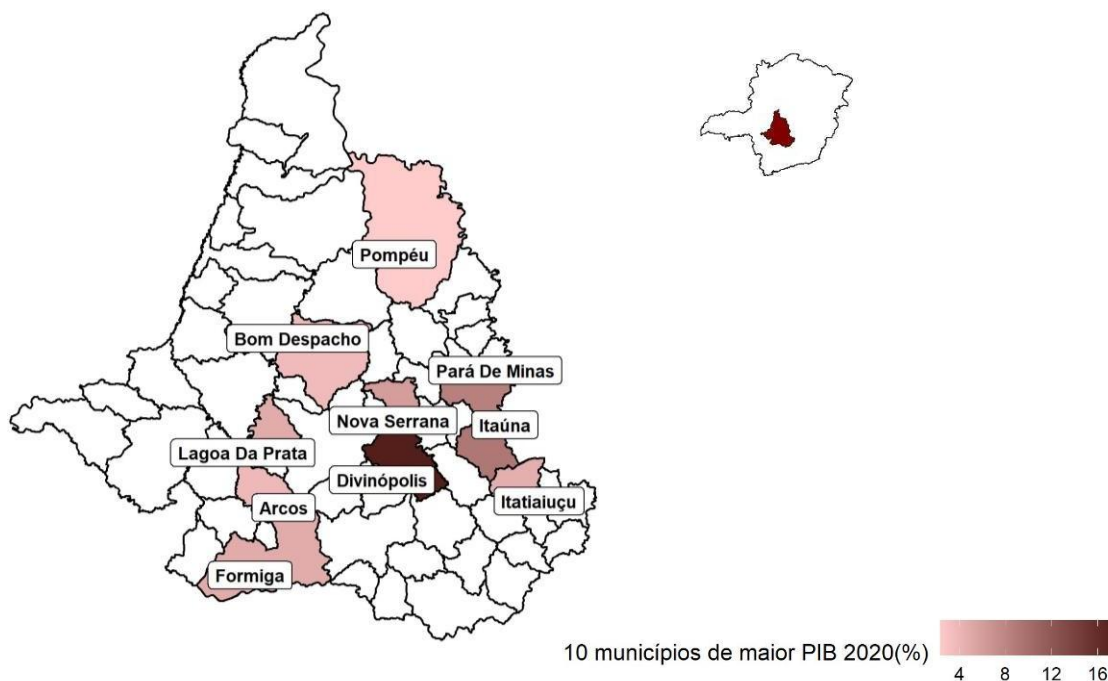 Pompéu
Bom Despacho
Pará De Minas
Nova Serrana
Itaúna
Lagoa Da Prata
Divinópolis
Itatiaiuçu
Arcos
Formiga
10 municípios de maior PIB 2020(%)
4 8 12 16